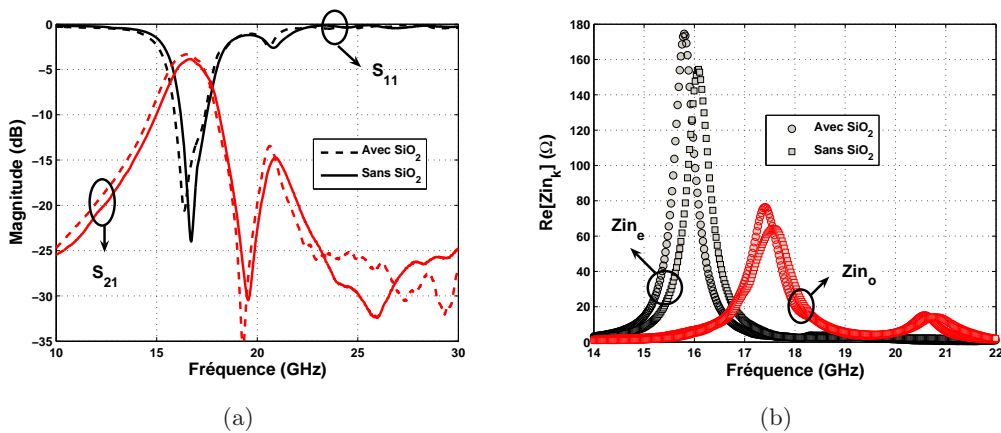 0
−5
−10
−15
−20
−25
−30
−35
10 15 20 25 30
Magnitude (dB)
Fréquence (GHz)
S11
S21
Avec SiO2
Sans SiO2
(a)
180
160
140
120
100
80
60
40
20
0
14 15 16 17 18 19 20 21 22
Re[Zink] (Ω)
Fréquence (GHz)
Zine
Zino
Avec SiO2
Sans SiO2
(b)